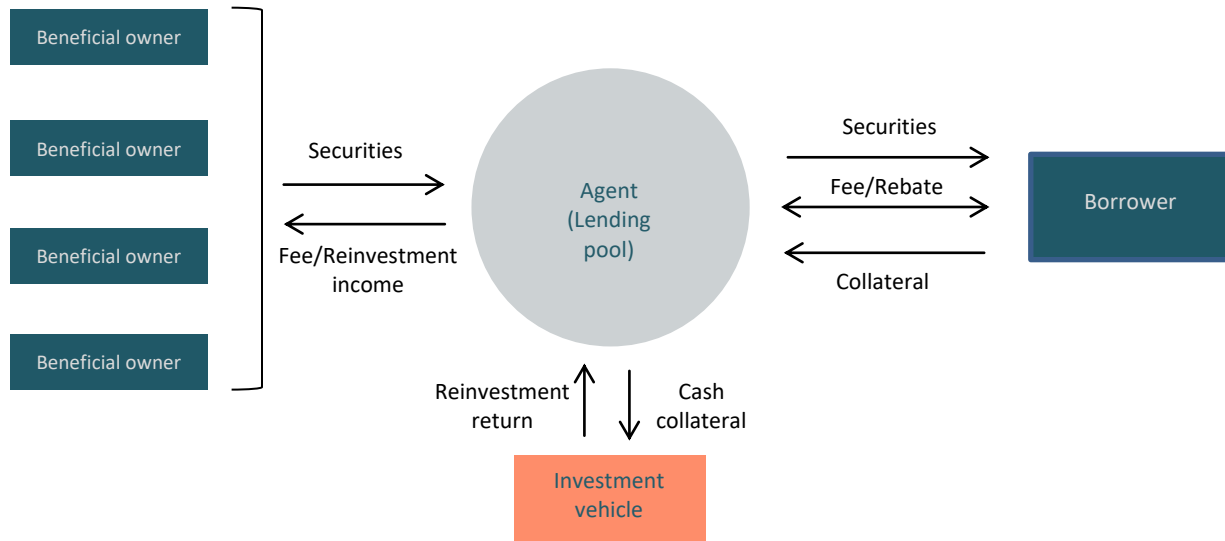 Beneficial owner
Beneficial owner
Beneficial owner
Beneficial owner
Securities
Fee/Reinvestment
income
Agent
(Lending
pool)
Securities
Fee/Rebate
Collateral
Borrower
Reinvestment
return
Cash
collateral
Investment
vehicle